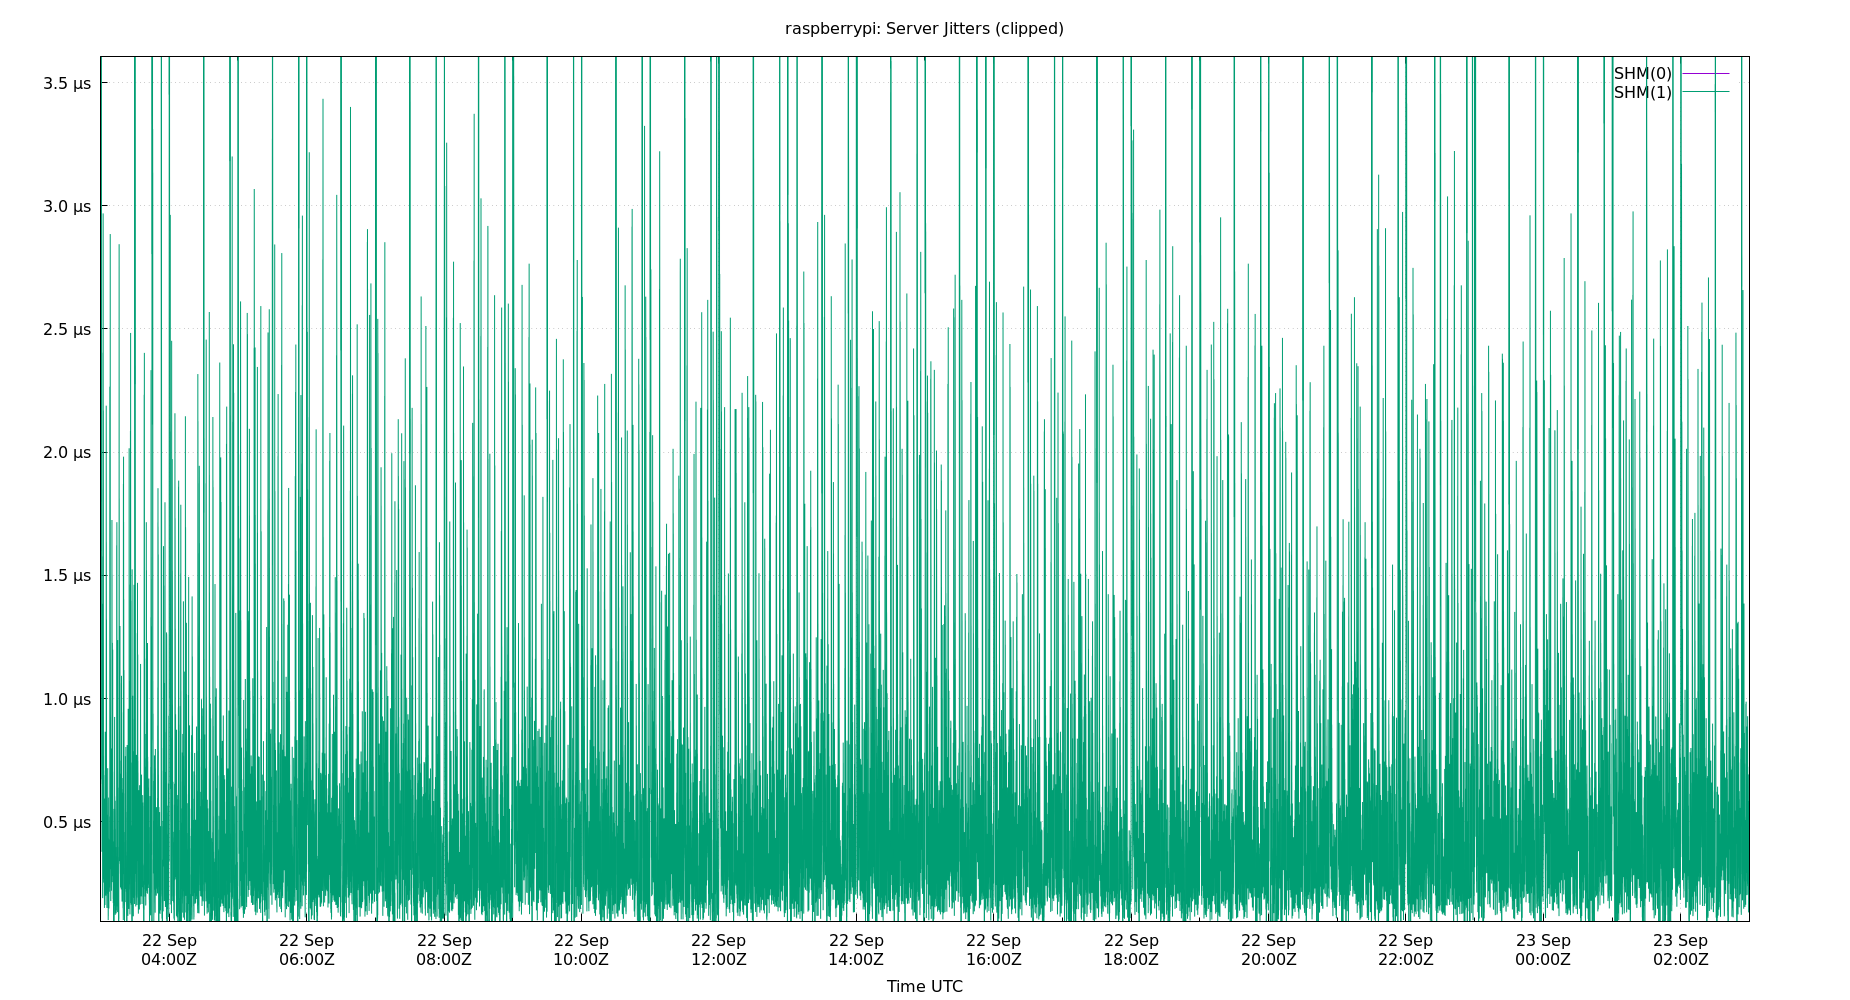 raspberrypi: Server Jitters (clipped)
SHM(0)
SHM(1)
3.5 μs
3.0 μs
2.5 μs
2.0 μs
1.5 μs
1.0 μs
0.5 μs
22 Sep 22 Sep 22 Sep 22 Sep 22 Sep 22 Sep 22 Sep 22 Sep 22 Sep 22 Sep 23 Sep 23 Sep
04:00Z 06:00Z 08:00Z 10:00Z 12:00Z 14:00Z 16:00Z 18:00Z 20:00Z 22:00Z 00:00Z 02:00Z
Time UTC